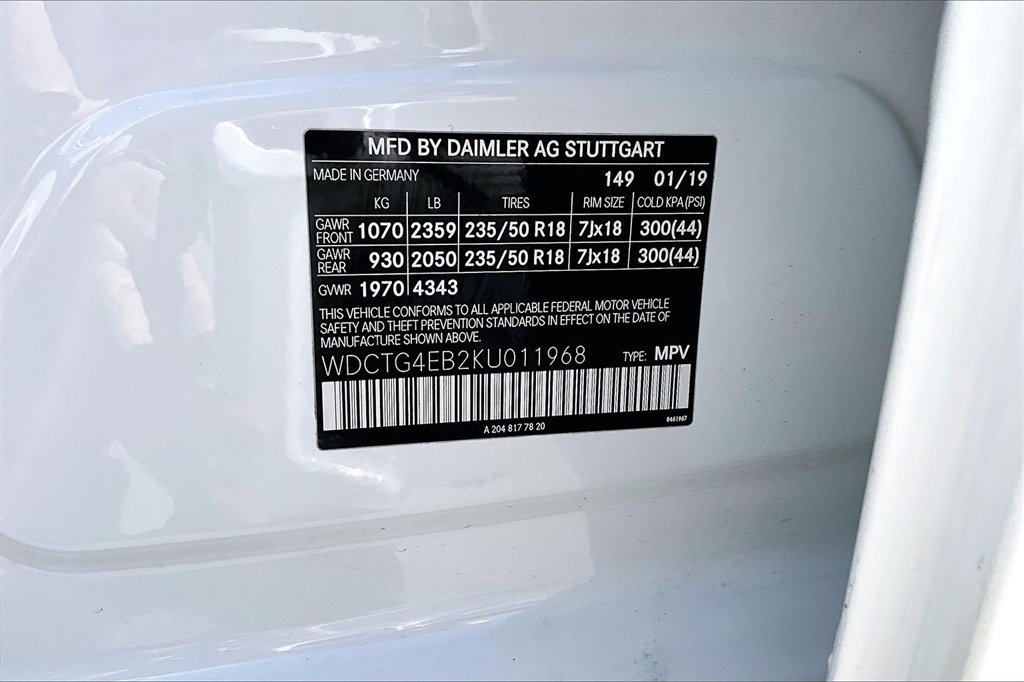 MFD BY DAIMLER AG STUTTGART
MADE IN GERMANY 149 01/19
KG LB TIRES RIM SIZE COLD KPA (PSI)
GAWR FRONT 1070 2359 235/50 R18 7Jx18 300(44)
GAWR REAR 930 2050 235/50 R18 7Jx18 300(44)
GVWR 1970 4343
THIS VEHICLE CONFORMS TO ALL APPLICABLE FEDERAL MOTOR VEHICLE
SAFETY AND THEFT PREVENTION STANDARDS IN EFFECT ON THE DATE OF
MANUFACTURE SHOWN ABOVE.
WDCTG4EB2KU011968 TYPE: MPV
A 204 817 78 20 8461967